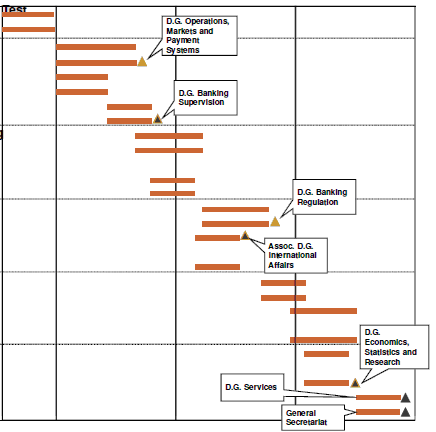 Test
D.G. Operations,
Markets and
Payment
Systems
D.G. Banking
Supervision
g
D.G. Banking
Regulation
Assoc. D.G.
International
Affairs
D.G.
Economics,
Statistics and
Research
D.G. Services
General
Secretariat